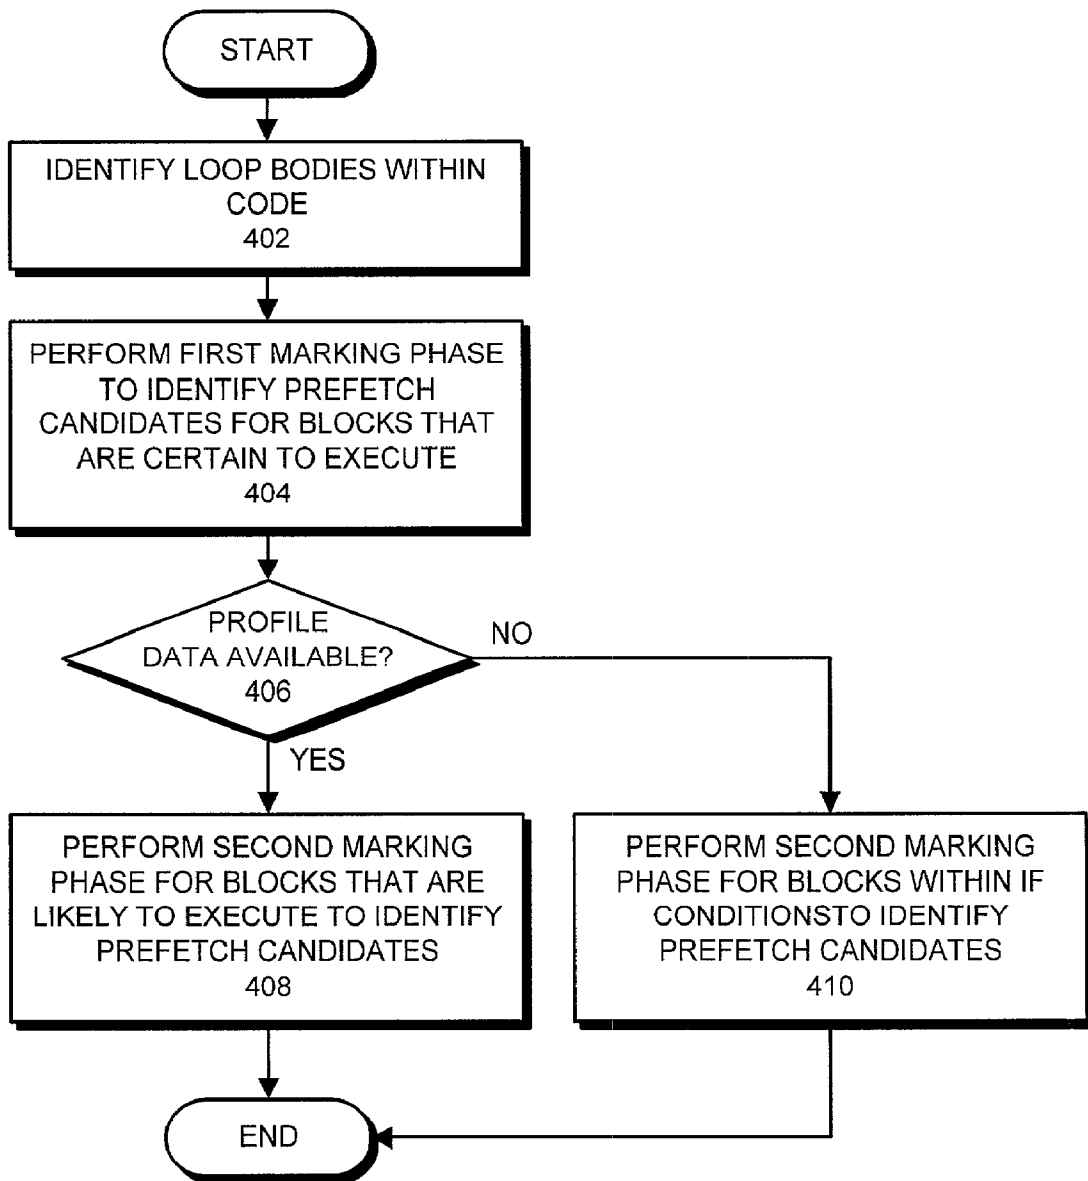 START
IDENTIFY LOOP BODIES WITHIN
CODE
402
PERFORM FIRST MARKING PHASE
TO IDENTIFY PREFETCH
CANDIDATES FOR BLOCKS THAT
ARE CERTAIN TO EXECUTE
404
PROFILE
DATA AVAILABLE?
406
NO
YES
PERFORM SECOND MARKING
PHASE FOR BLOCKS THAT ARE
LIKELY TO EXECUTE TO IDENTIFY
PREFETCH CANDIDATES
408
PERFORM SECOND MARKING
PHASE FOR BLOCKS WITHIN IF
CONDITIONSTO IDENTIFY
PREFETCH CANDIDATES
410
END